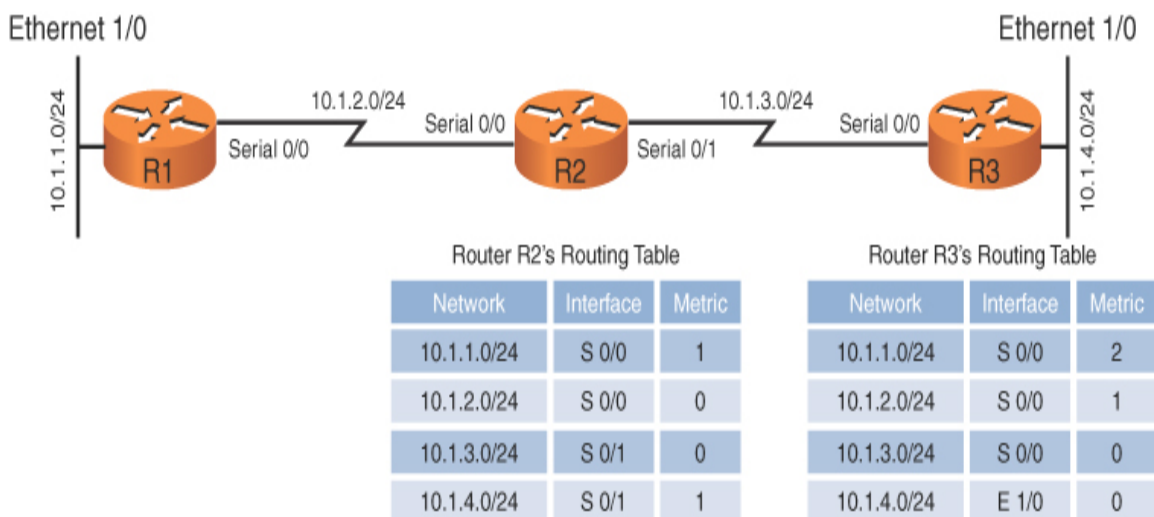 Ethernet 1/0
Ethernet 1/0
10.1.1.0/24
R1
Serial 0/0
10.1.2.0/24
Serial 0/0
R2
Serial 0/1
10.1.3.0/24
Serial 0/0
R3
10.1.4.0/24
Router R2's Routing Table
Network Interface Metric
10.1.1.0/24 S 0/0 1
10.1.2.0/24 S 0/0 0
10.1.3.0/24 S 0/1 0
10.1.4.0/24 S 0/1 1
Router R3's Routing Table
Network Interface Metric
10.1.1.0/24 S 0/0 2
10.1.2.0/24 S 0/0 1
10.1.3.0/24 S 0/0 0
10.1.4.0/24 E 1/0 0